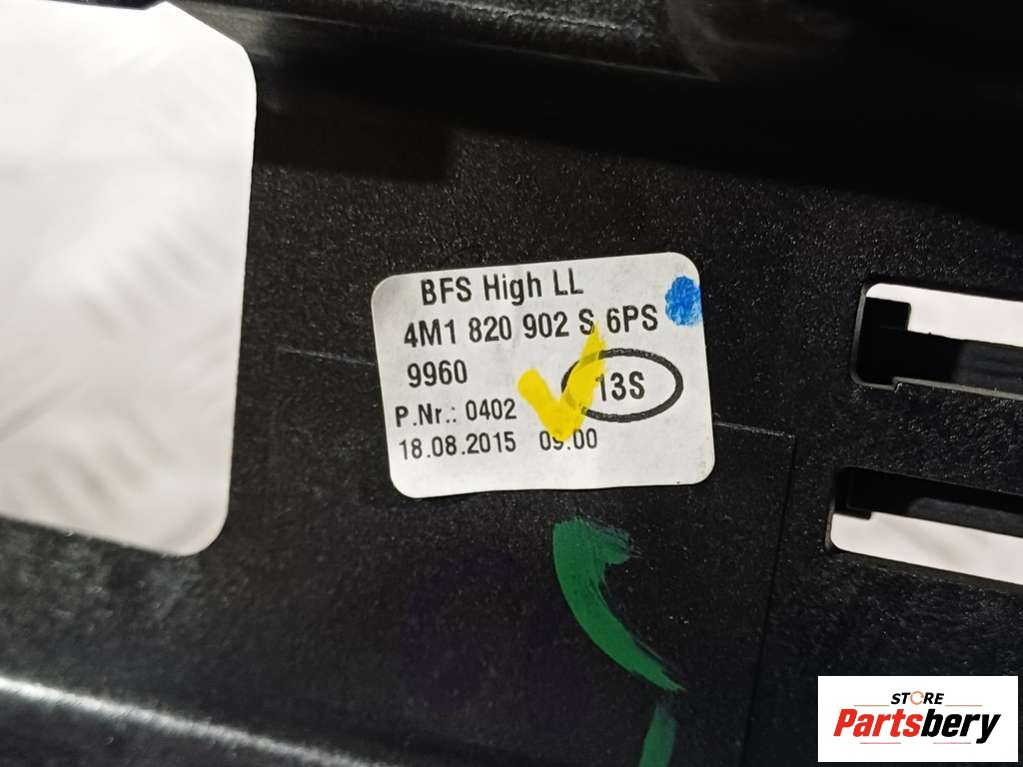 BFS High LL
4M1 820 902 S 6PS
9960
13S
P.Nr.: 0402
18.08.2015 09.00
STORE
Partsbery